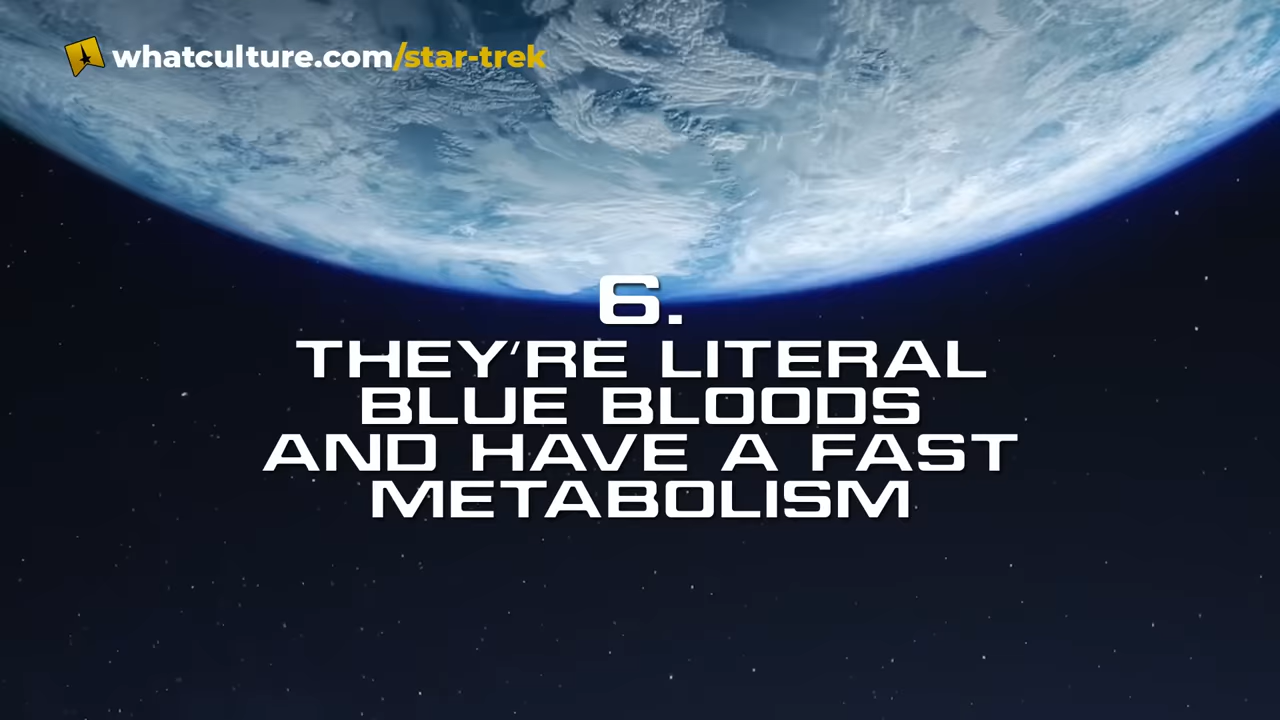 whatculture.com/star-trek
6.
THEY'RE LITERAL
BLUE BLOODS
AND HAVE A FAST
METABOLISM